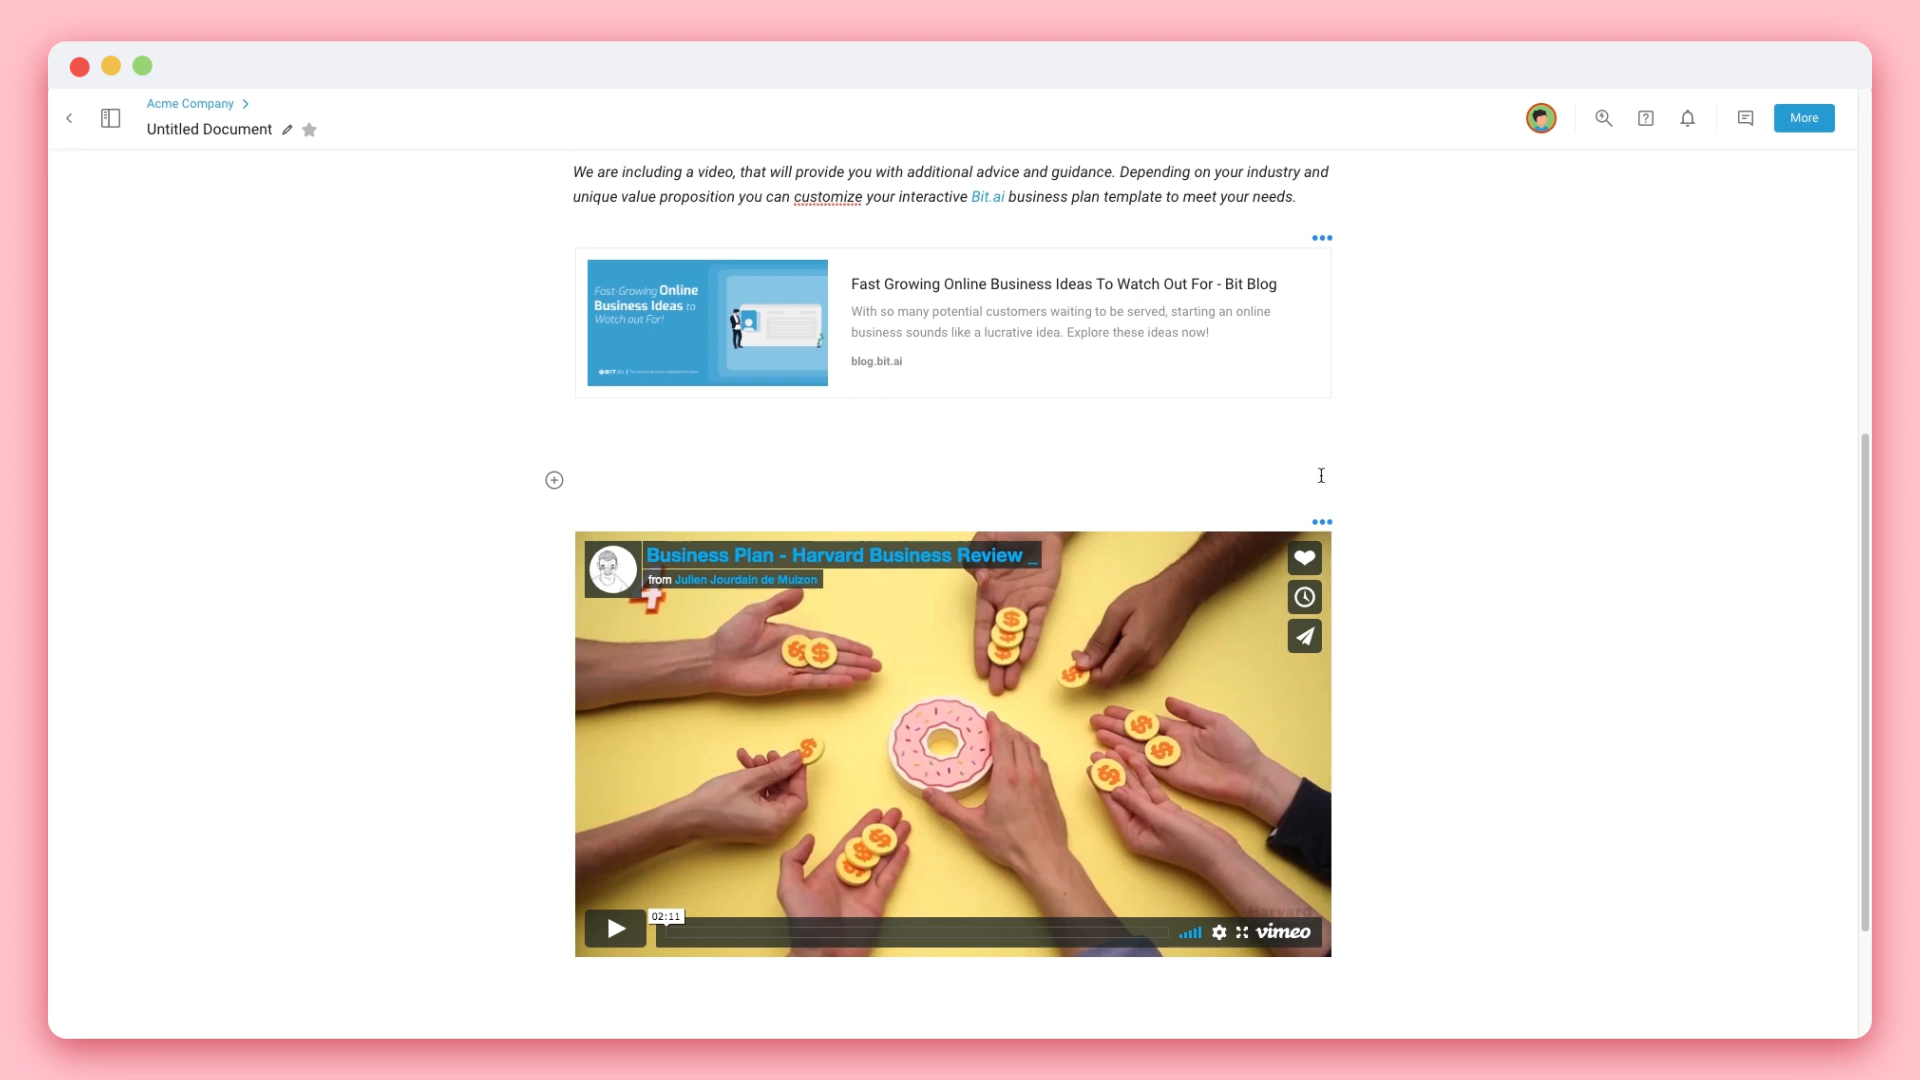 Acme Company
Untitled Document
More
We are including a video, that will provide you with additional advice and guidance. Depending on your industry and
unique value proposition you can customize your interactive Bit.ai business plan template to meet your needs.
Fast-Growing Online
Business Ideas to
Watch out For!
BIT.AI
Fast Growing Online Business Ideas To Watch Out For - Bit Blog
With so many potential customers waiting to be served, starting an online
business sounds like a lucrative idea. Explore these ideas now!
blog.bit.ai
Business Plan - Harvard Business Review _
from Julien Jourdain de Muizon
Harvard
02:11
vimeo